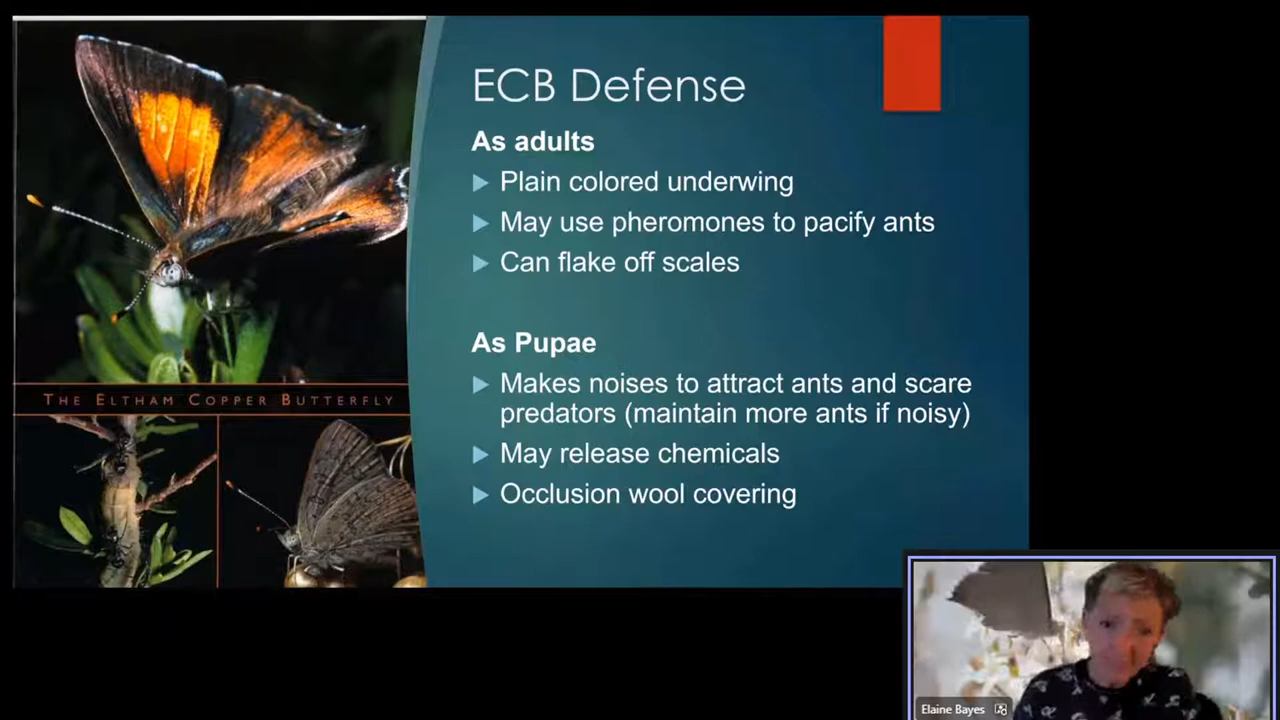 ECB Defense
As adults
Plain colored underwing
May use pheromones to pacify ants
Can flake off scales
As Pupae
Makes noises to attract ants and scare
predators (maintain more ants if noisy)
May release chemicals
Occlusion wool covering
THE ELTHAM COPPER BUTTERFLY
Elaine Bayes